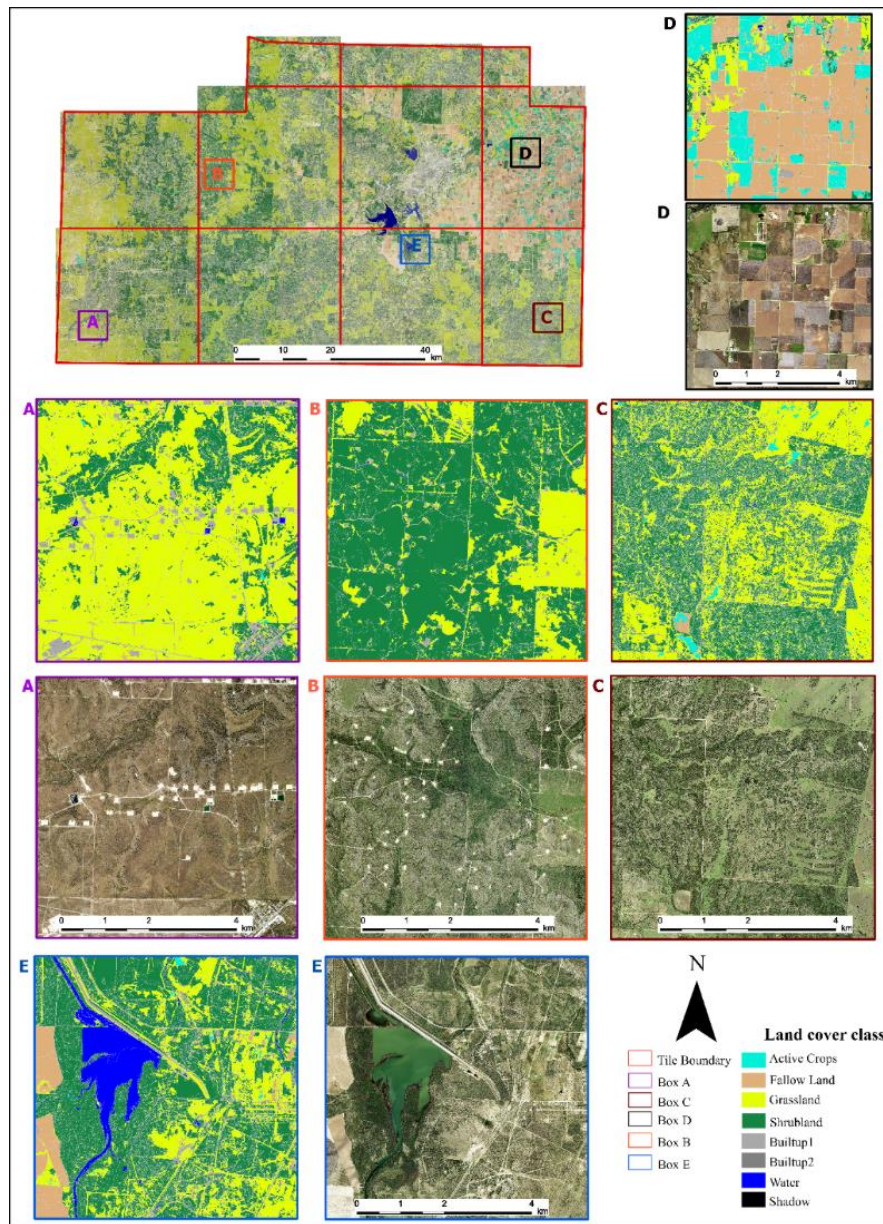 D
B
D
E
A
C
0 10 20 40
km
D
0 1 2 4
km
A
B
C
A
B
C
0 1 2 4
km
0 1 2 4
km
0 1 2 4
km
E
E
0 1 2 4
km
N
Land cover class
Tile Boundary
Box A
Box C
Box D
Box B
Box E
Active Crops
Fallow Land
Grassland
Shrubland
Builtup1
Builtup2
Water
Shadow